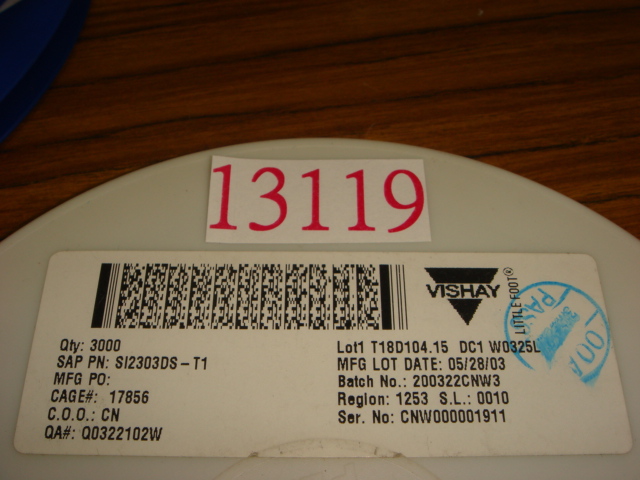 13119
VISHAY
LITTLE FOOT®
Qty: 3000
SAP PN: SI2303DS-T1
MFG PO:
CAGE#: 17856
C.O.O.: CN
QA#: Q0322102W
Lot1 T18D104.15 DC1 W0325L
MFG LOT DATE: 05/28/03
Batch No.: 200322CNW3
Region: 1253 S.L.: 0010
Ser. No: CNW000001911